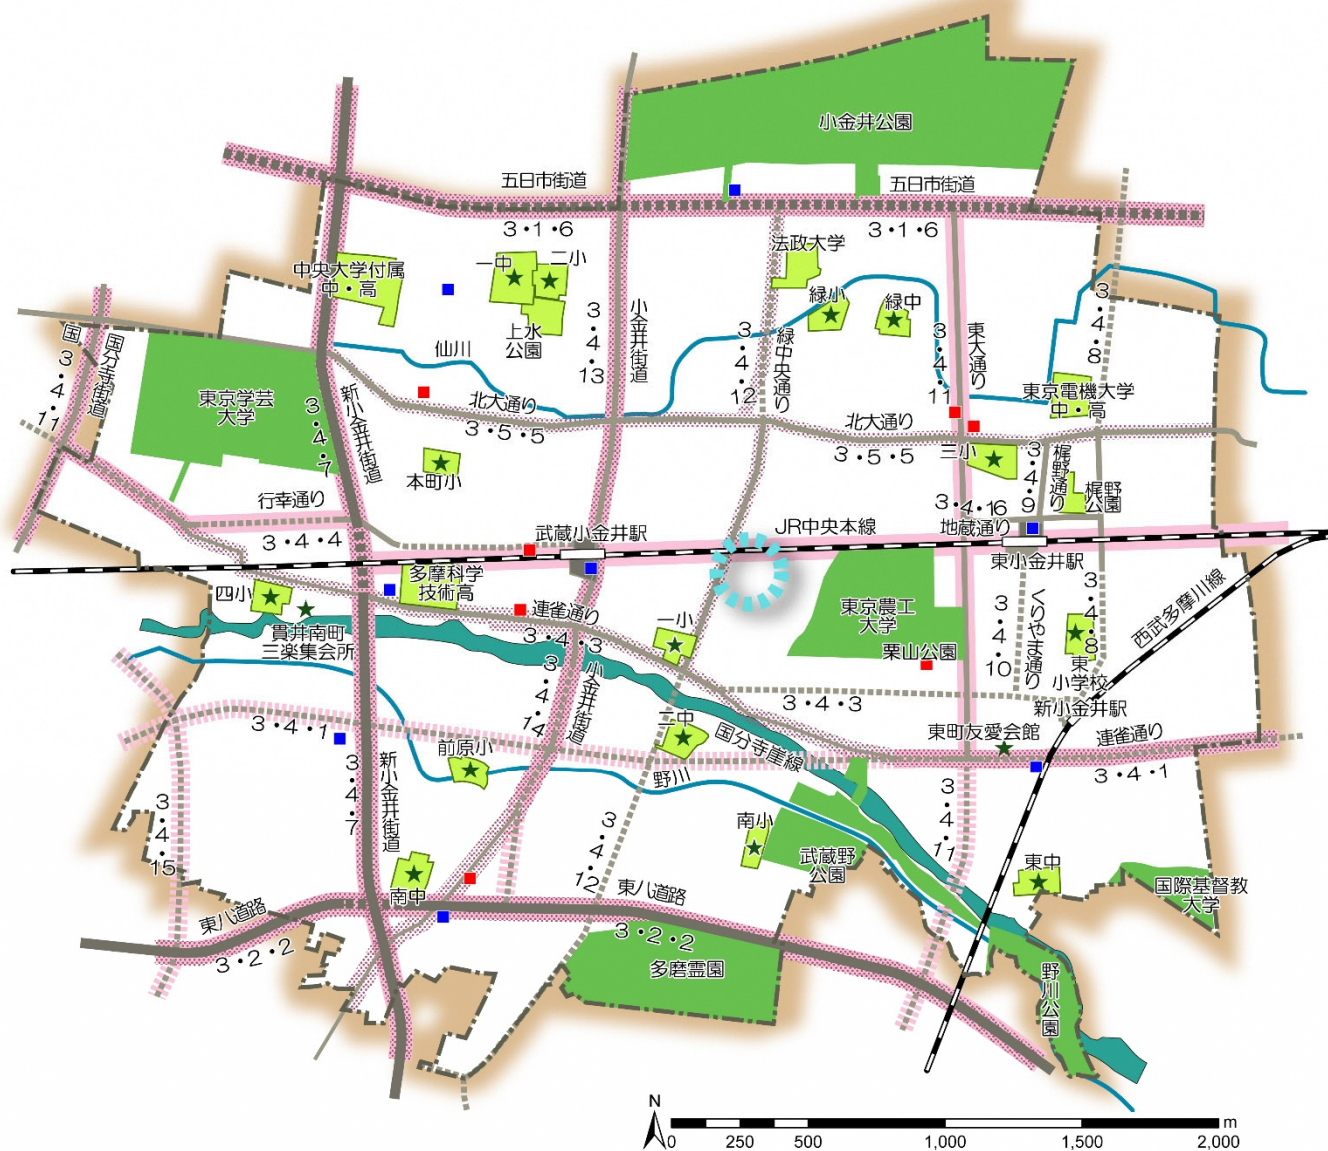 小金井公園
五日市街道
五日市街道
3・1・6
3・1・6
法政大学
中央大学付属
中・高
一中
二小
緑小
緑中
上水
公園
3・4・13
小金井街道
3・4・12
緑中央通り
3・4・11
東大通り
3・4・8
国
3・4・11
国分寺街道
仙川
東京学芸
大学
3・4・7
新小金井街道
北大通り
3・5・5
北大通り
3・5・5
東京電機大学
中・高
三小
3・4・9
梶野通り
梶野
公園
本町小
行幸通り
3・4・4
3・4・16
地蔵通り
武蔵小金井駅
JR中央本線
東小金井駅
多摩科学
技術高
四小
貫井南町
三楽集会所
連雀通り
3・4・3
一小
東京農工
大学
栗山公園
3・4・10
くりやま通り
3・4・8
東
小学校
西武多摩川線
3・4・14
小金井街道
3・4・3
新小金井駅
二中
国分寺崖線
東町友愛会館
連雀通り
3・4・1
3・4・1
前原小
野川
3・4・7
新小金井街道
3・4・15
3・4・12
南小
武蔵野
公園
3・4・11
東中
国際基督教
大学
南中
東八道路
3・2・2
東八道路
3・2・2
多磨霊園
野川公園
N
m
0 250 500 1,000 1,500 2,000